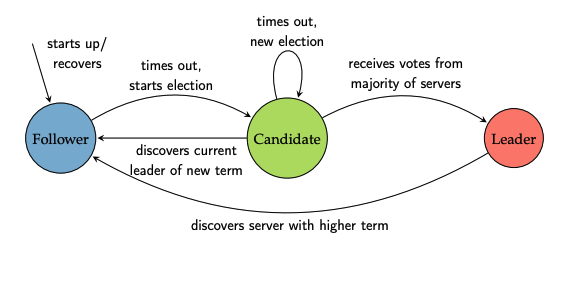 starts up/
recovers
times out,
starts election
times out,
new election
receives votes from
majority of servers
Follower
Candidate
Leader
discovers current
leader of new term
discovers server with higher term